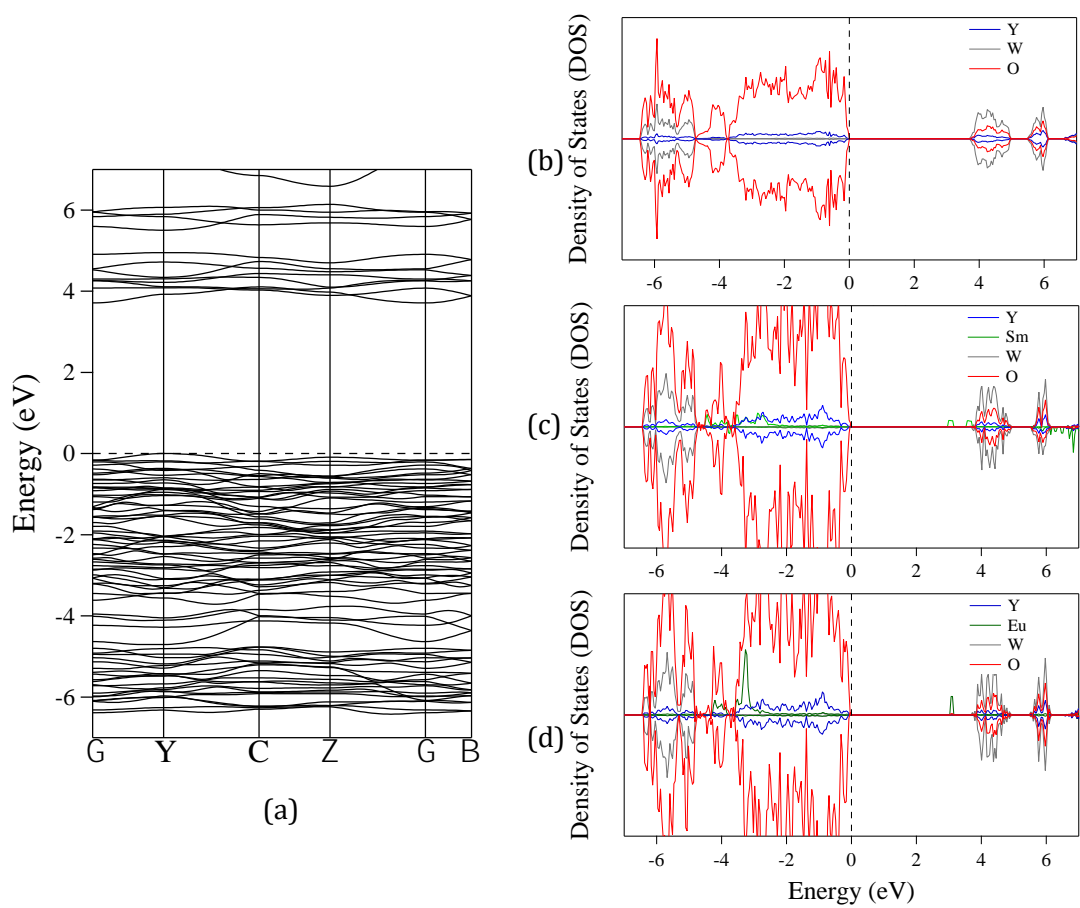 Energy (eV)
6
4
2
0
-2
-4
-6
G Y C Z G B
(a)
Density of States (DOS)
(b)
Y
W
O
-6 -4 -2 0 2 4 6
Density of States (DOS)
(c)
Y
Sm
W
O
-6 -4 -2 0 2 4 6
Density of States (DOS)
(d)
Y
Eu
W
O
-6 -4 -2 0 2 4 6
Energy (eV)